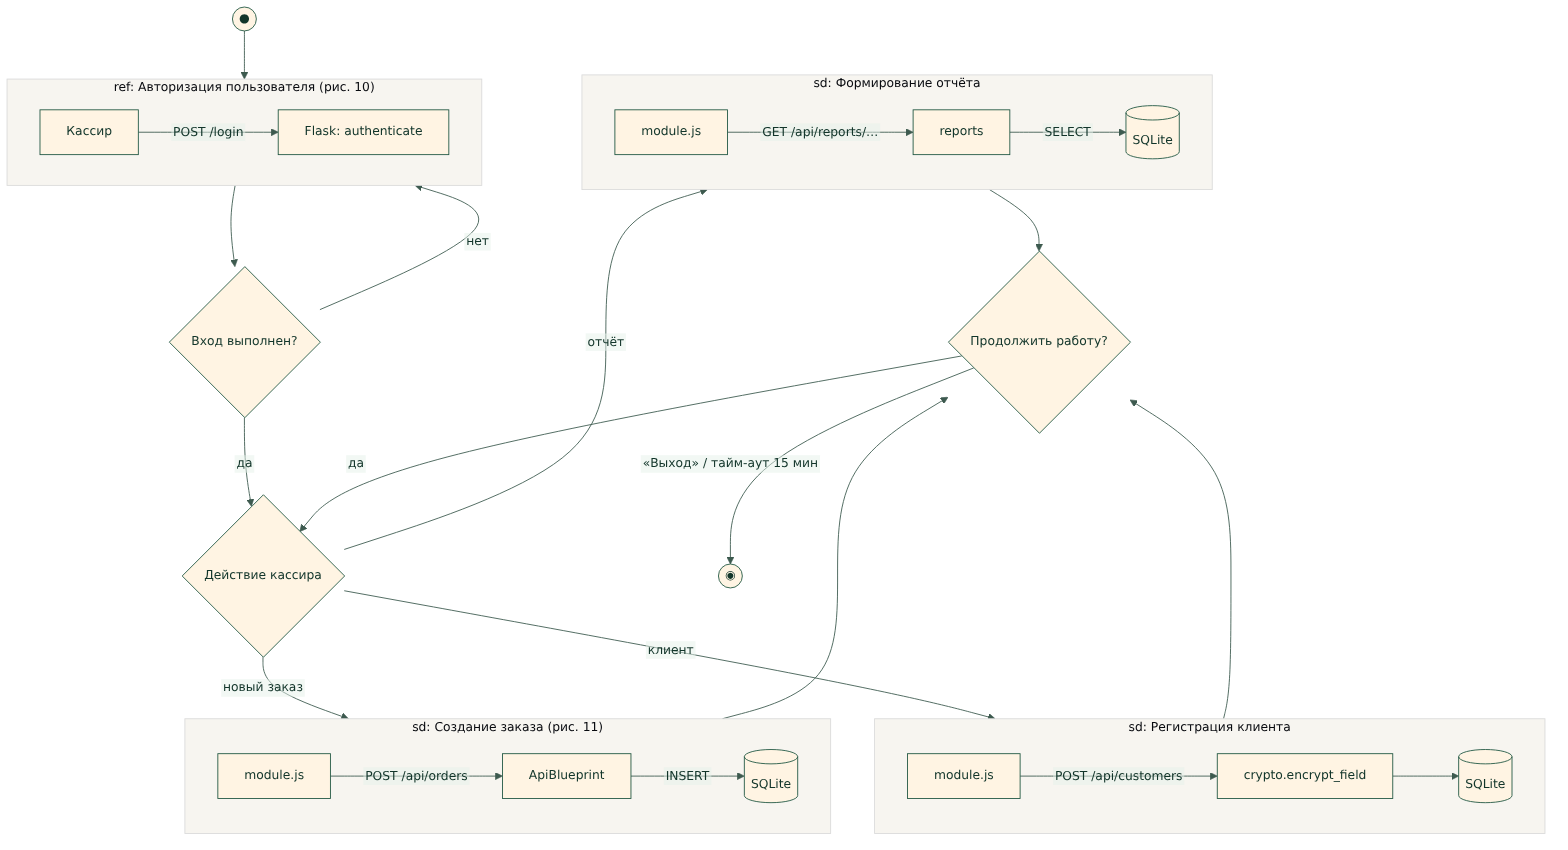 ref: Авторизация пользователя (рис. 10)
Кассир
POST /login
Flask: authenticate
sd: Формирование отчёта
module.js
GET /api/reports/...
reports
SELECT
SQLite
нет
Вход выполнен?
отчёт
Продолжить работу?
да
да
«Выход» / тайм-аут 15 мин
Действие кассира
клиент
новый заказ
sd: Создание заказа (рис. 11)
module.js
POST /api/orders
ApiBlueprint
INSERT
SQLite
sd: Регистрация клиента
module.js
POST /api/customers
crypto.encrypt_field
SQLite